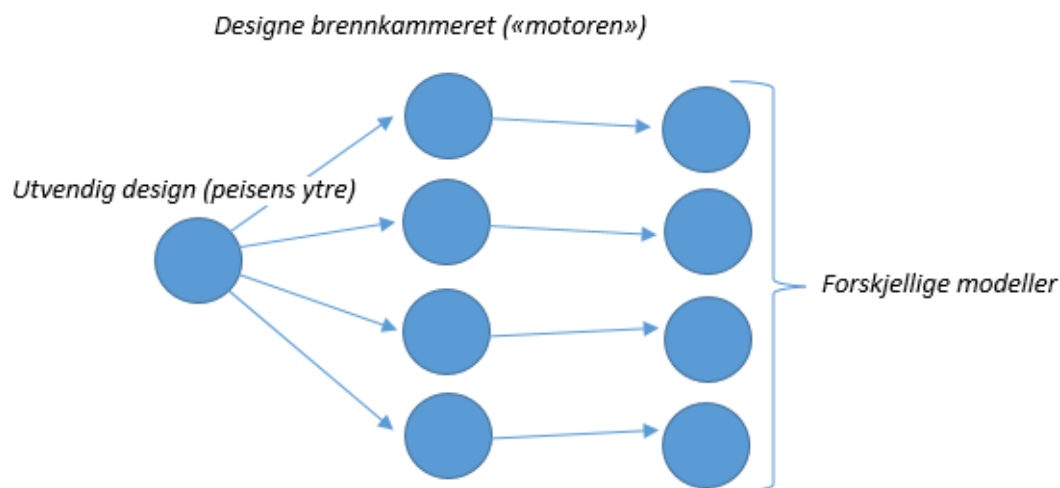 Designe brennkammeret («motoren»)
Utvendig design (peisens ytre)
Forskjellige modeller